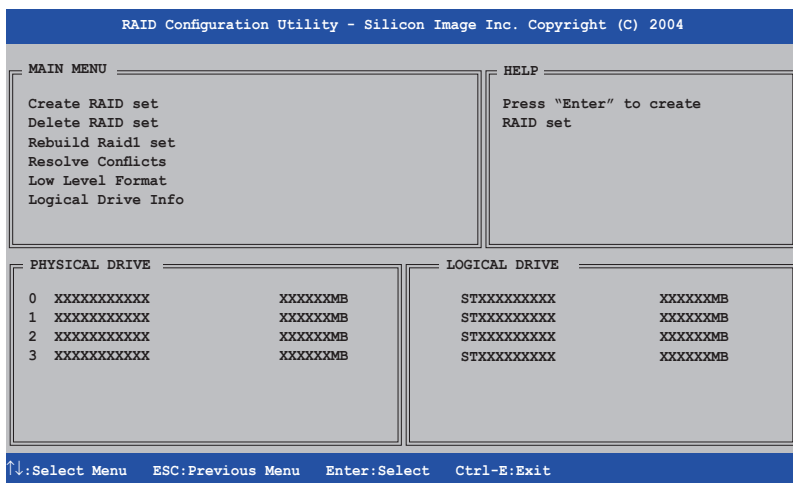 RAID Configuration Utility - Silicon Image Inc. Copyright (C) 2004
MAIN MENU
Create RAID set
Delete RAID set
Rebuild Raid1 set
Resolve Conflicts
Low Level Format
Logical Drive Info
HELP
Press “Enter” to create
RAID set
PHYSICAL DRIVE
0 XXXXXXXXXXX XXXXXXMB
1 XXXXXXXXXXX XXXXXXMB
2 XXXXXXXXXXX XXXXXXMB
3 XXXXXXXXXXX XXXXXXMB
LOGICAL DRIVE
STXXXXXXXXX XXXXXXMB
STXXXXXXXXX XXXXXXMB
STXXXXXXXXX XXXXXXMB
STXXXXXXXXX XXXXXXMB
↑↓:Select Menu ESC:Previous Menu Enter:Select Ctrl-E:Exit